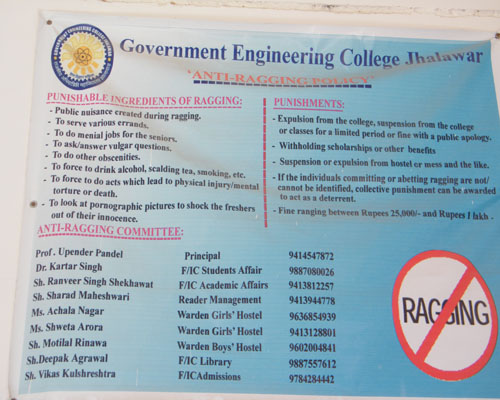 Government Engineering College Jhalawar
'ANTI-RAGGING POLICY'
PUNISHABLE INGREDIENTS OF RAGGING:
- Public nuisance created during ragging.
- To serve various errands.
- To do menial jobs for the seniors.
- To ask/answer vulgar questions.
- To do other obscenities.
- To force to drink alcohol, scalding tea, smoking, etc.
- To force to do acts which lead to physical injury/mental
torture or death.
- To look at pornographic pictures to shock the freshers
out of their innocence.
PUNISHMENTS:
- Expulsion from the college, suspension from the college
or classes for a limited period or fine with a public apology.
- Withholding scholarships or other benefits
- Suspension or expulsion from hostel or mess and the like.
- If the individuals committing or abetting ragging are not/
cannot be identified, collective punishment can be awarded
to act as a deterrent.
- Fine ranging between Rupees 25,000/- and Rupees 1 lakh.
ANTI-RAGGING COMMITTEE:
Prof. Upender Pandel Principal 9414547872
Dr. Kartar Singh F/IC Students Affair 9887080026
Sh. Ranveer Singh Shekhawat F/IC Academic Affairs 9413812257
Sh. Sharad Maheshwari Reader Management 9413944778
Ms. Achala Nagar Warden Girls' Hostel 9636854939
Ms. Shweta Arora Warden Girls' Hostel 9413128801
Sh. Motilal Rinawa Warden Boys' Hostel 9602004841
Sh.Deepak Agrawal F/IC Library 9887557612
Sh. Vikas Kulshreshtra F/ICAdmissions 9784284442
RAGGING